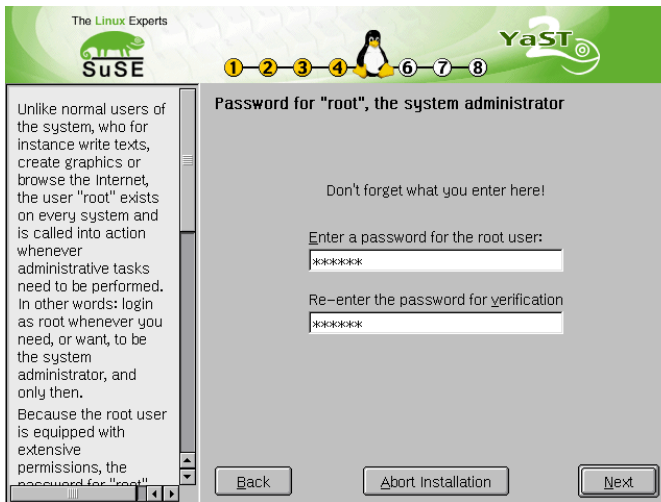 The Linux Experts
SuSE
1 2 3 4 6 7 8
YaST
2
Unlike normal users of
the system, who for
instance write texts,
create graphics or
browse the Internet,
the user "root" exists
on every system and
is called into action
whenever
administrative tasks
need to be performed.
In other words: login
as root whenever you
need, or want, to be
the system
administrator, and
only then.
Because the root user
is equipped with
extensive
permissions, the
password for "root"
Password for "root", the system administrator
Don't forget what you enter here!
Enter a password for the root user:
******
Re-enter the password for verification
******
Back
Abort Installation
Next